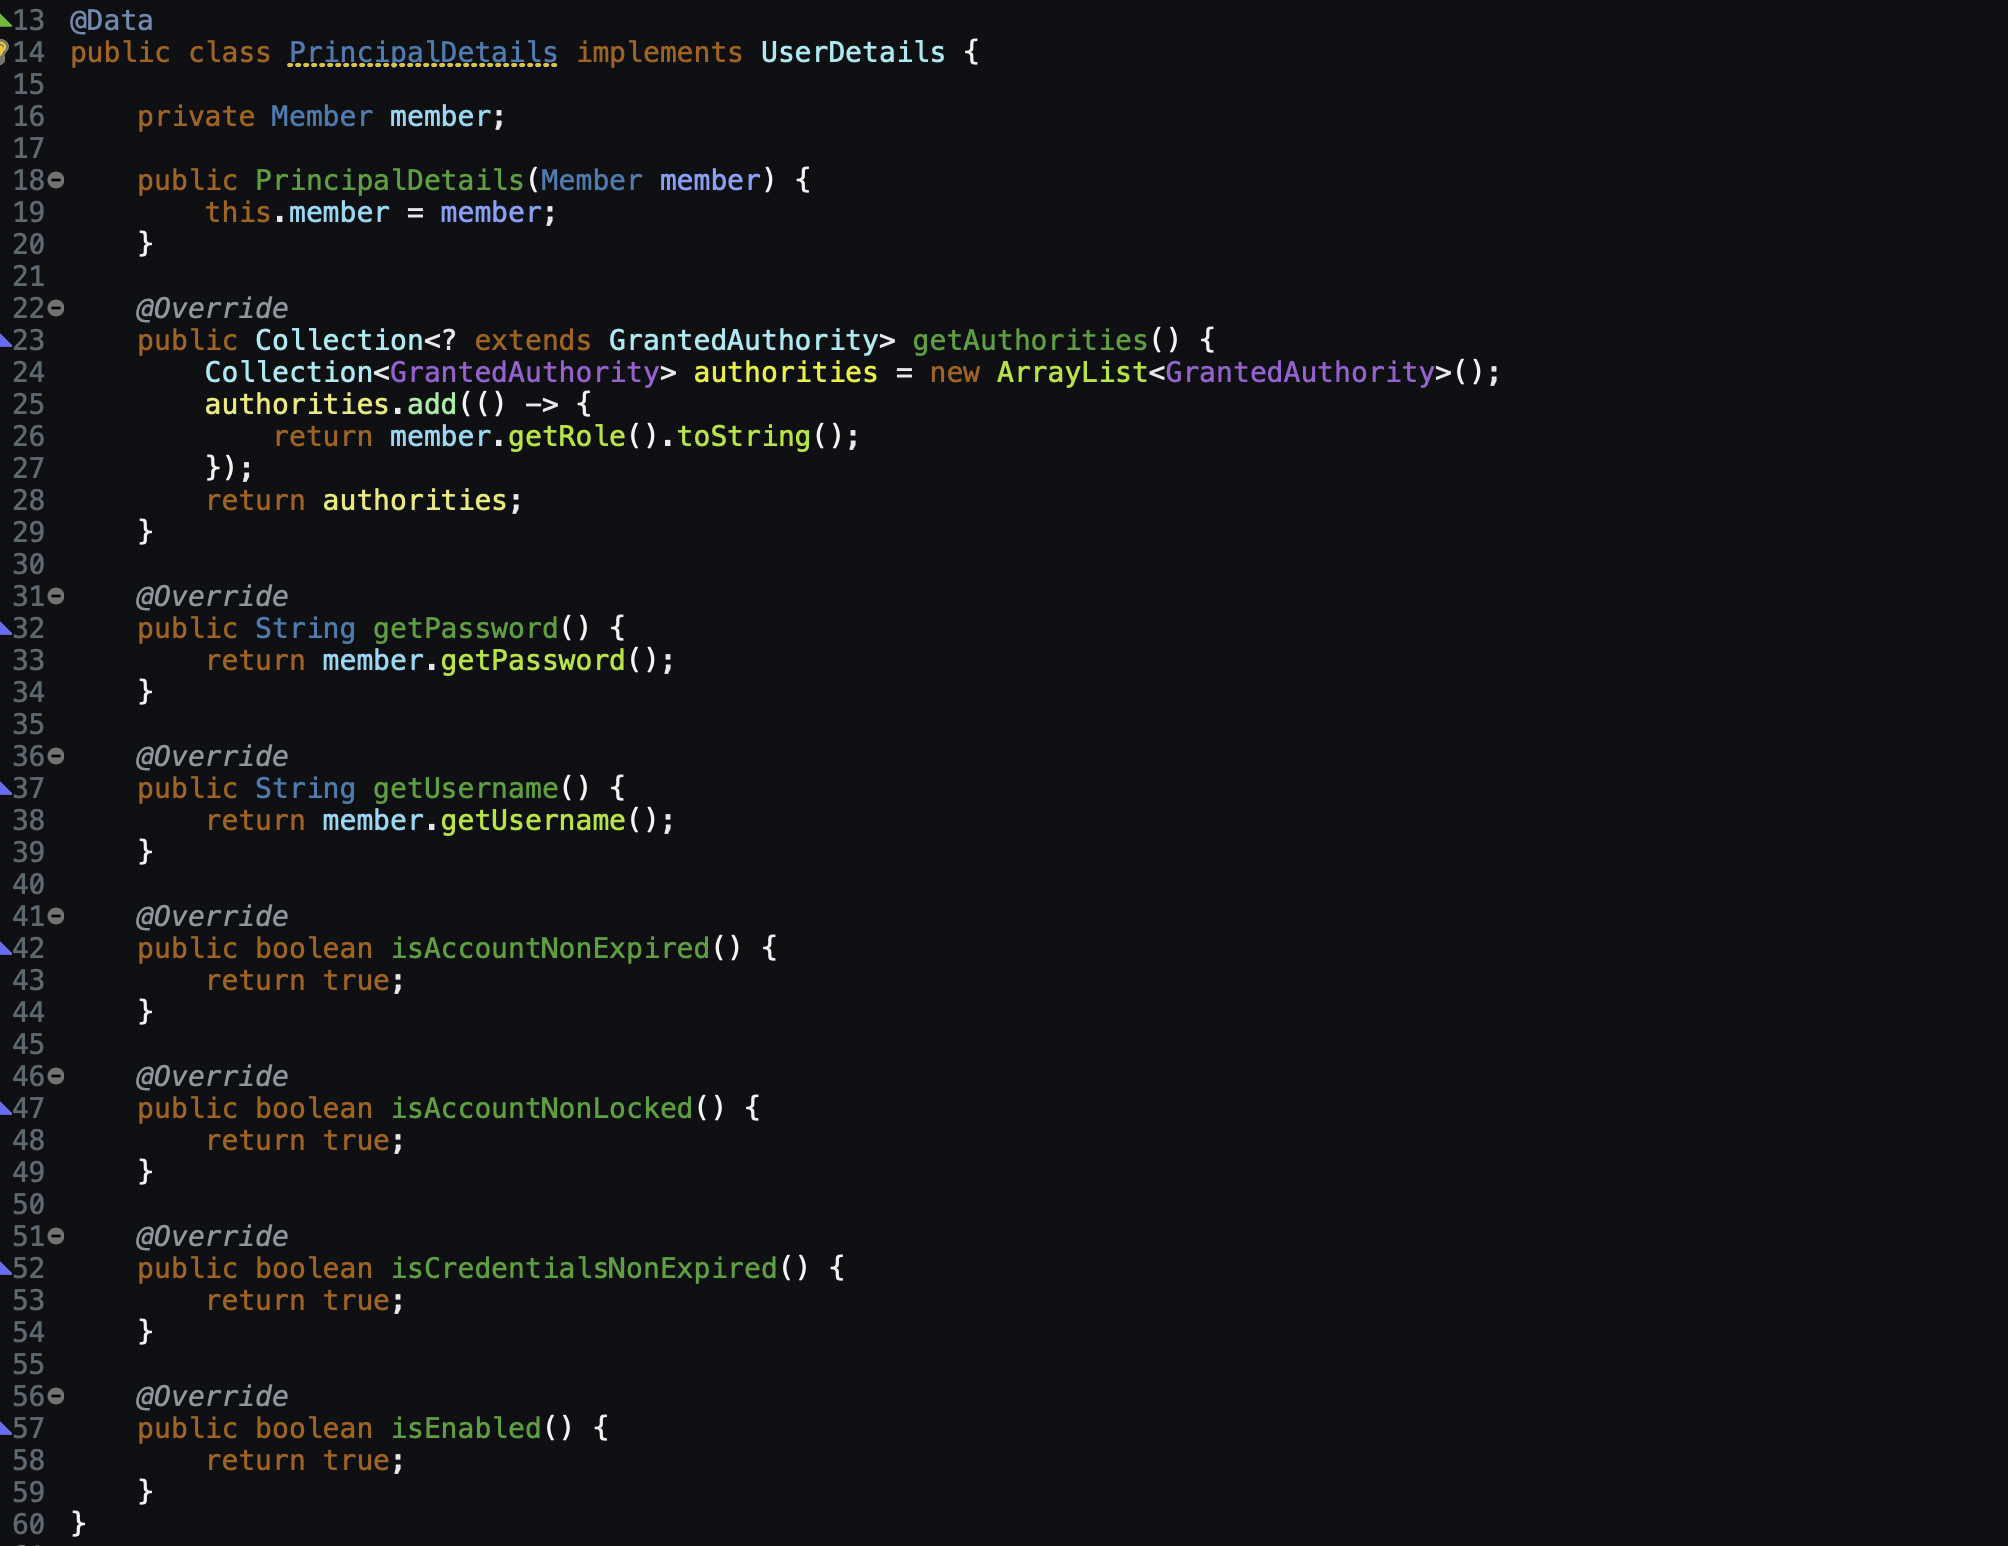 13 @Data
14 public class PrincipalDetails implements UserDetails {
15
16     private Member member;
17
18     public PrincipalDetails(Member member) {
19         this.member = member;
20     }
21
22     @Override
23     public Collection<? extends GrantedAuthority> getAuthorities() {
24         Collection<GrantedAuthority> authorities = new ArrayList<GrantedAuthority>();
25         authorities.add(() -> {
26             return member.getRole().toString();
27         });
28         return authorities;
29     }
30
31     @Override
32     public String getPassword() {
33         return member.getPassword();
34     }
35
36     @Override
37     public String getUsername() {
38         return member.getUsername();
39     }
40
41     @Override
42     public boolean isAccountNonExpired() {
43         return true;
44     }
45
46     @Override
47     public boolean isAccountNonLocked() {
48         return true;
49     }
50
51     @Override
52     public boolean isCredentialsNonExpired() {
53         return true;
54     }
55
56     @Override
57     public boolean isEnabled() {
58         return true;
59     }
60 }